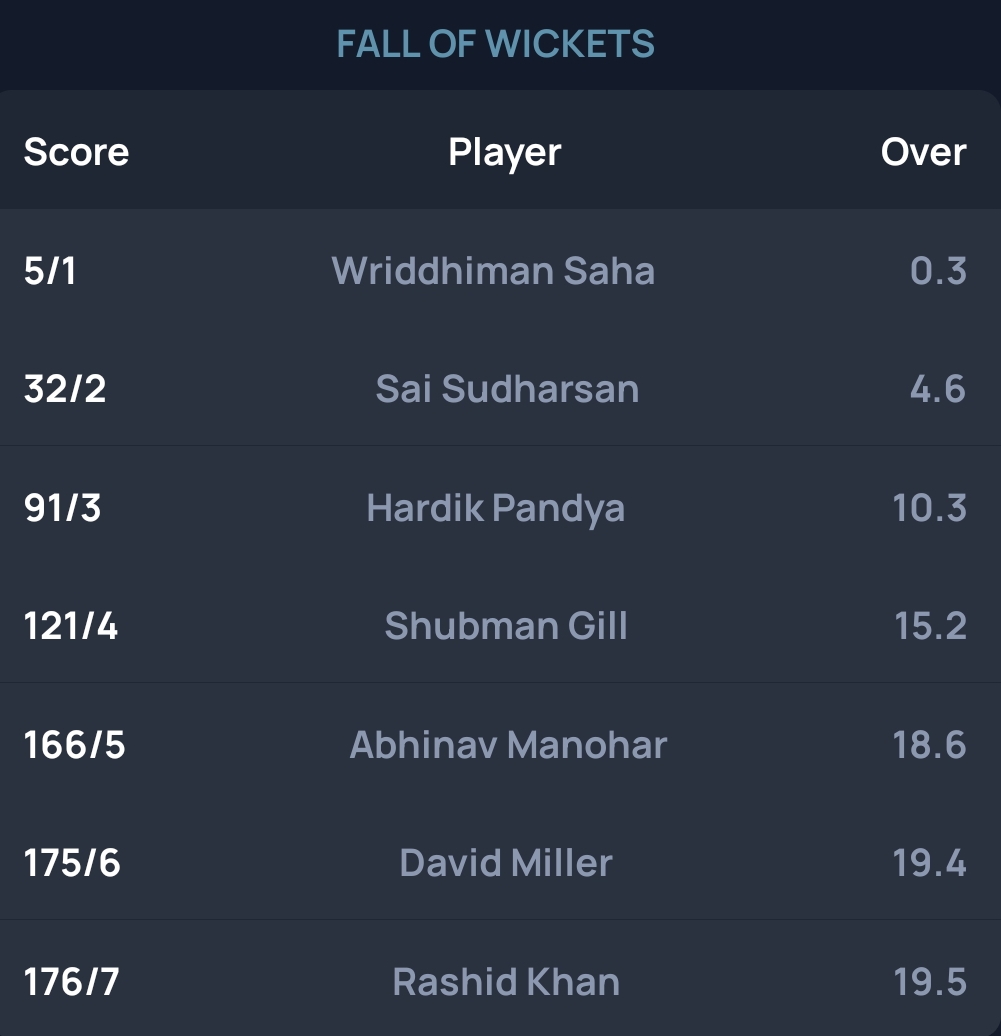 FALL OF WICKETS
Score Player Over
5/1 Wriddhiman Saha 0.3
32/2 Sai Sudharsan 4.6
91/3 Hardik Pandya 10.3
121/4 Shubman Gill 15.2
166/5 Abhinav Manohar 18.6
175/6 David Miller 19.4
176/7 Rashid Khan 19.5